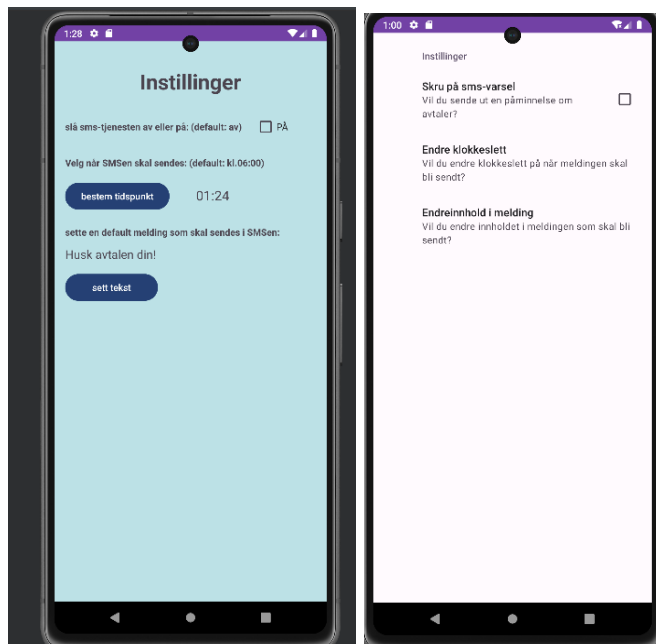 1:28
Instillinger
slå sms-tjenesten av eller på: (default: av) PÅ
Velg når SMSen skal sendes: (default: kl.06:00)
bestem tidspunkt 01:24
sette en default melding som skal sendes i SMSen:
Husk avtalen din!
sett tekst
1:00
Instillinger
Skru på sms-varsel
Vil du sende ut en påminnelse om
avtaler?
Endre klokkeslett
Vil du endre klokkeslett på når meldingen skal
bli sendt?
Endreinnhold i melding
Vil du endre innholdet i meldingen som skal bli
sendt?